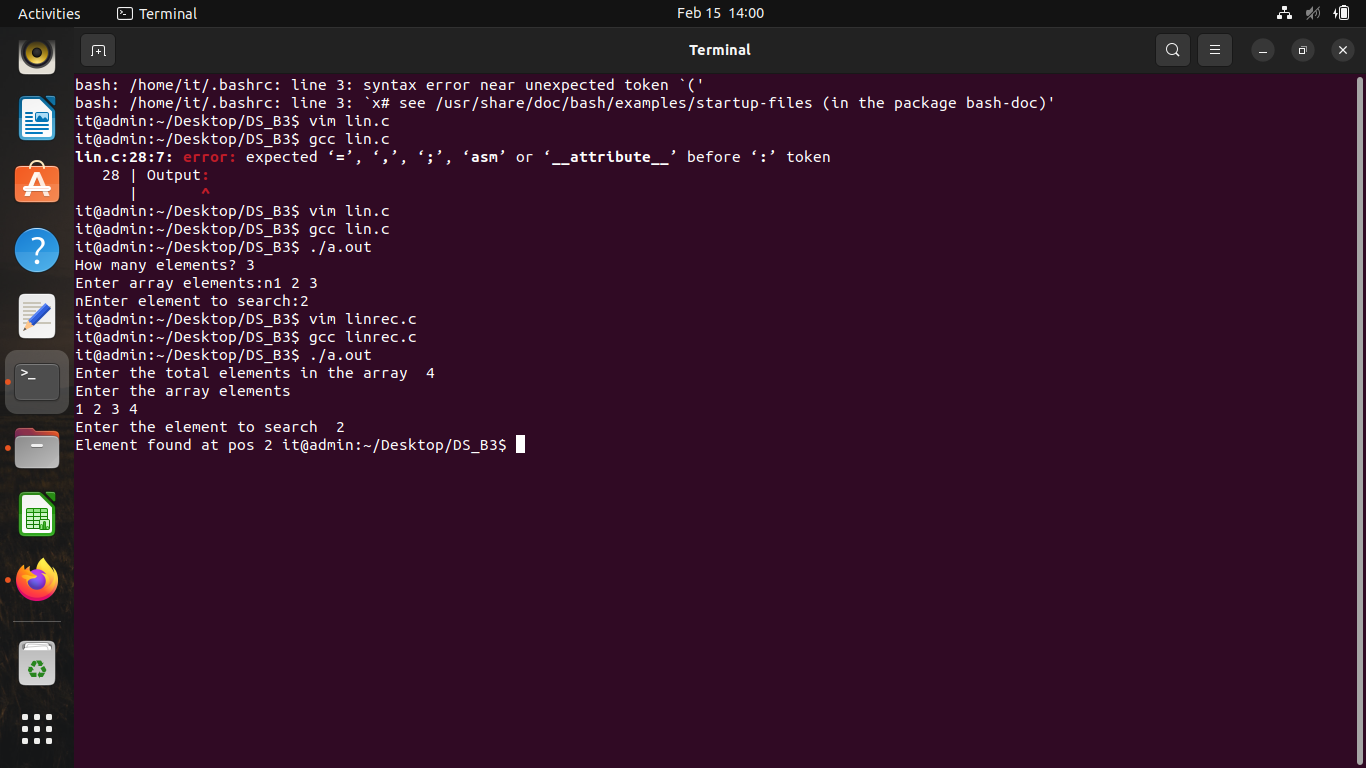 Activities
Terminal
Feb 15 14:00
Terminal
bash: /home/it/.bashrc: line 3: syntax error near unexpected token `('
bash: /home/it/.bashrc: line 3: `x# see /usr/share/doc/bash/examples/startup-files (in the package bash-doc)'
it@admin:~/Desktop/DS_B3$ vim lin.c
it@admin:~/Desktop/DS_B3$ gcc lin.c
lin.c:28:7: error: expected ‘=’, ‘,’, ‘;’, ‘asm’ or ‘__attribute__’ before ‘:’ token
   28 | Output:
      |       ^
it@admin:~/Desktop/DS_B3$ vim lin.c
it@admin:~/Desktop/DS_B3$ gcc lin.c
it@admin:~/Desktop/DS_B3$ ./a.out
How many elements? 3
Enter array elements:n1 2 3
nEnter element to search:2
it@admin:~/Desktop/DS_B3$ vim linrec.c
it@admin:~/Desktop/DS_B3$ gcc linrec.c
it@admin:~/Desktop/DS_B3$ ./a.out
Enter the total elements in the array  4
Enter the array elements
1 2 3 4
Enter the element to search  2
Element found at pos 2 it@admin:~/Desktop/DS_B3$